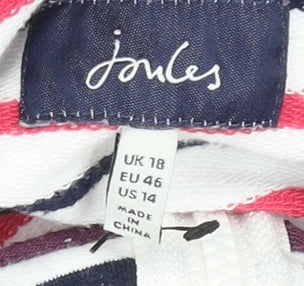 Joules
UK 18
EU 46
US 14
MADE
IN
CHINA